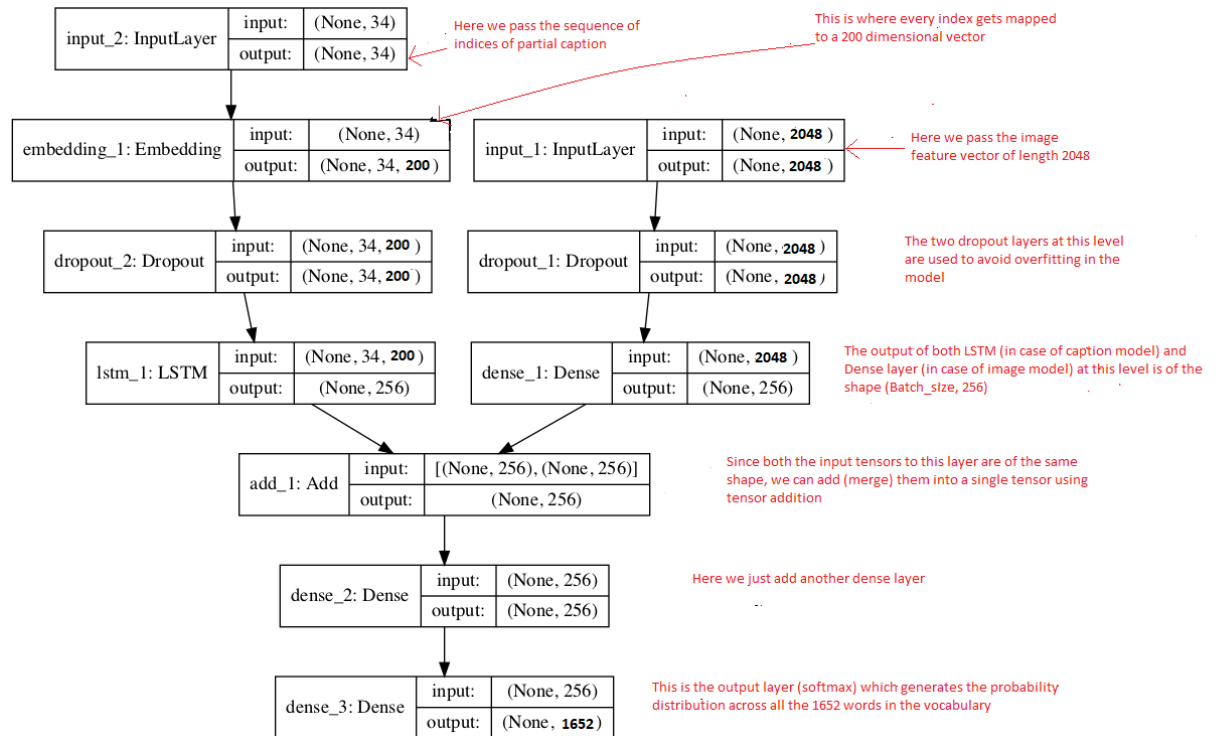 input_2: InputLayer
input: (None, 34)
output: (None, 34)
Here we pass the sequence of
indices of partial caption
This is where every index gets mapped
to a 200 dimensional vector
embedding_1: Embedding
input: (None, 34)
output: (None, 34, 200)
input_1: InputLayer
input: (None, 2048)
output: (None, 2048)
Here we pass the image
feature vector of length 2048
dropout_2: Dropout
input: (None, 34, 200)
output: (None, 34, 200)
dropout_1: Dropout
input: (None, 2048)
output: (None, 2048)
The two dropout layers at this level
are used to avoid overfitting in the
model
lstm_1: LSTM
input: (None, 34, 200)
output: (None, 256)
dense_1: Dense
input: (None, 2048)
output: (None, 256)
The output of both LSTM (in case of caption model) and
Dense layer (in case of image model) at this level is of the
shape (Batch_size, 256)
add_1: Add
input: [(None, 256), (None, 256)]
output: (None, 256)
Since both the input tensors to this layer are of the same
shape, we can add (merge) them into a single tensor using
tensor addition
dense_2: Dense
input: (None, 256)
output: (None, 256)
Here we just add another dense layer
dense_3: Dense
input: (None, 256)
output: (None, 1652)
This is the output layer (softmax) which generates the probability
distribution across all the 1652 words in the vocabulary